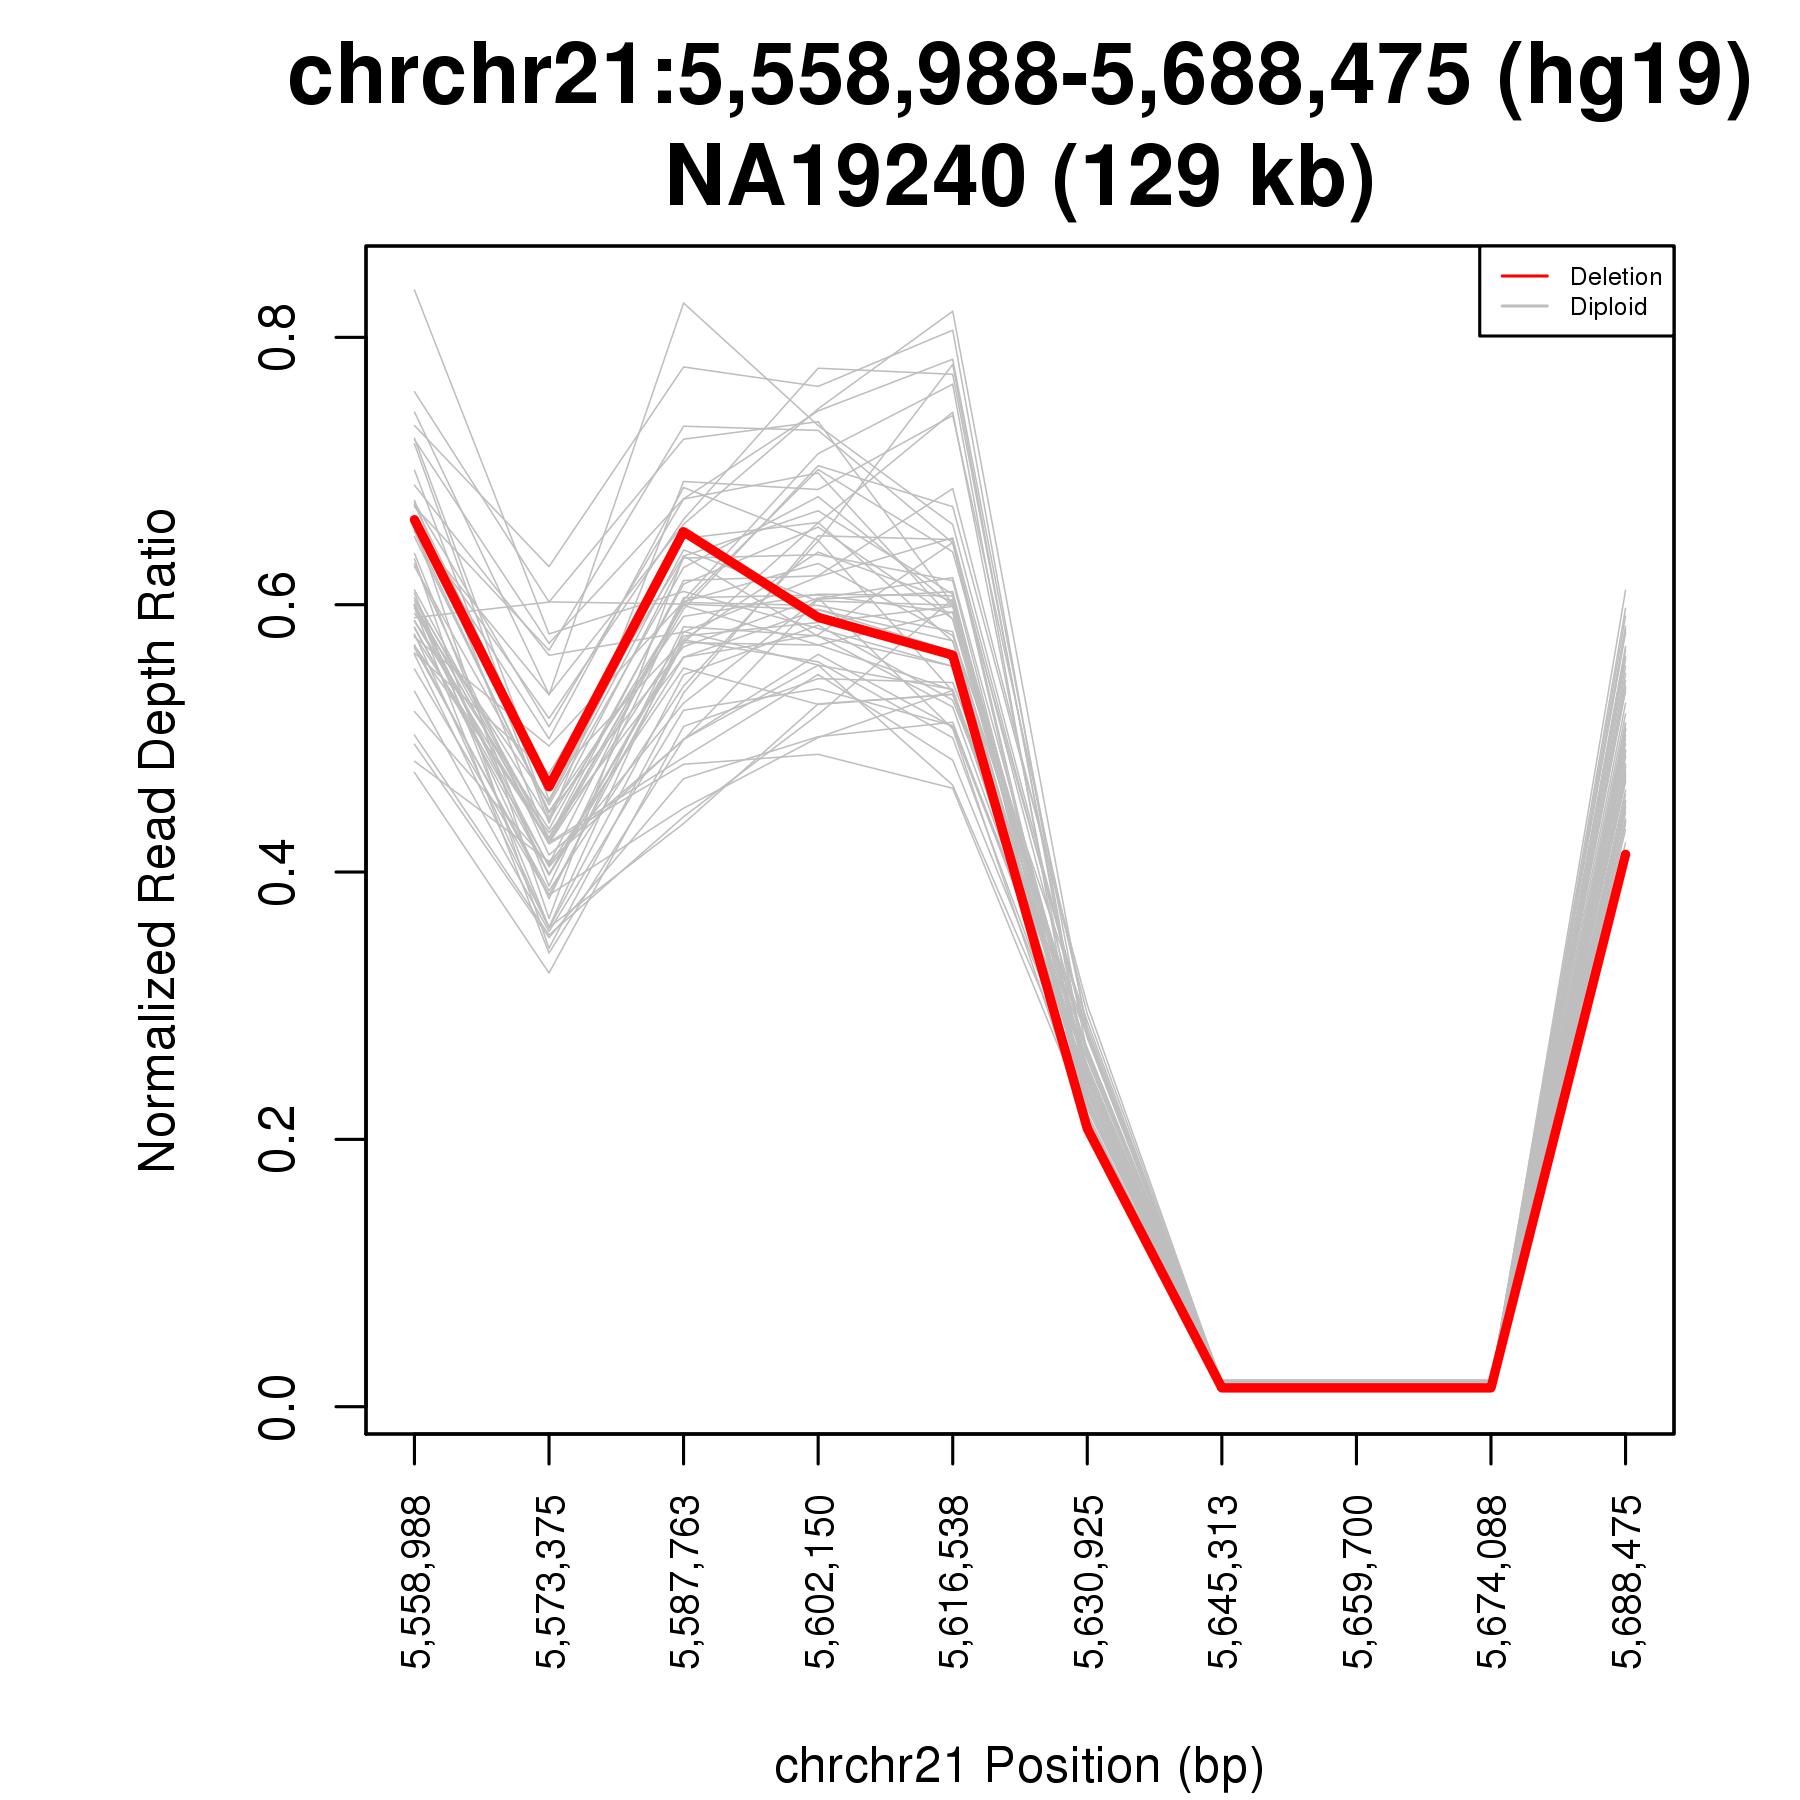 chrchr21:5,558,988-5,688,475 (hg19)
NA19240 (129 kb)
Deletion
Diploid
Normalized Read Depth Ratio
0.8
0.6
0.4
0.2
0.0
5,558,988
5,573,375
5,587,763
5,602,150
5,616,538
5,630,925
5,645,313
5,659,700
5,674,088
5,688,475
chrchr21 Position (bp)